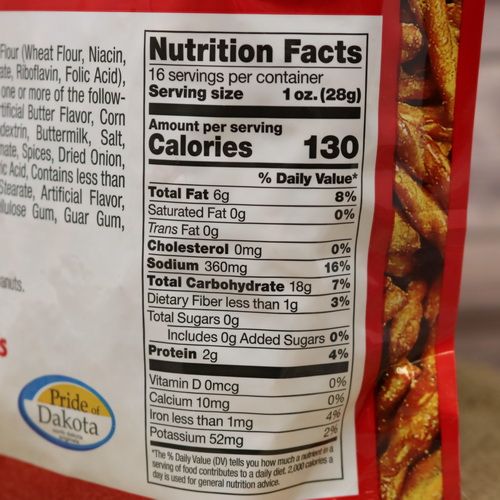 Flour (Wheat Flour, Niacin,
Riboflavin, Folic Acid),
one or more of the follow-
Artificial Butter Flavor, Corn
dextrin, Buttermilk, Salt,
Spices, Dried Onion,
Acid, Contains less than
Stearate, Artificial Flavor,
Cellulose Gum, Guar Gum,
Nutrition Facts
16 servings per container
Serving size 1 oz. (28g)
Amount per serving
Calories 130
% Daily Value*
Total Fat 6g 8%
Saturated Fat 0g 0%
Trans Fat 0g
Cholesterol 0mg 0%
Sodium 360mg 16%
Total Carbohydrate 18g 7%
Dietary Fiber less than 1g 3%
Total Sugars 0g
Includes 0g Added Sugars 0%
Protein 2g 4%
Vitamin D 0mcg 0%
Calcium 10mg 0%
Iron less than 1mg 4%
Potassium 52mg 2%
*The % Daily Value (DV) tells you how much a nutrient in a
serving of food contributes to a daily diet. 2,000 calories a
day is used for general nutrition advice.
Pride of
Dakota